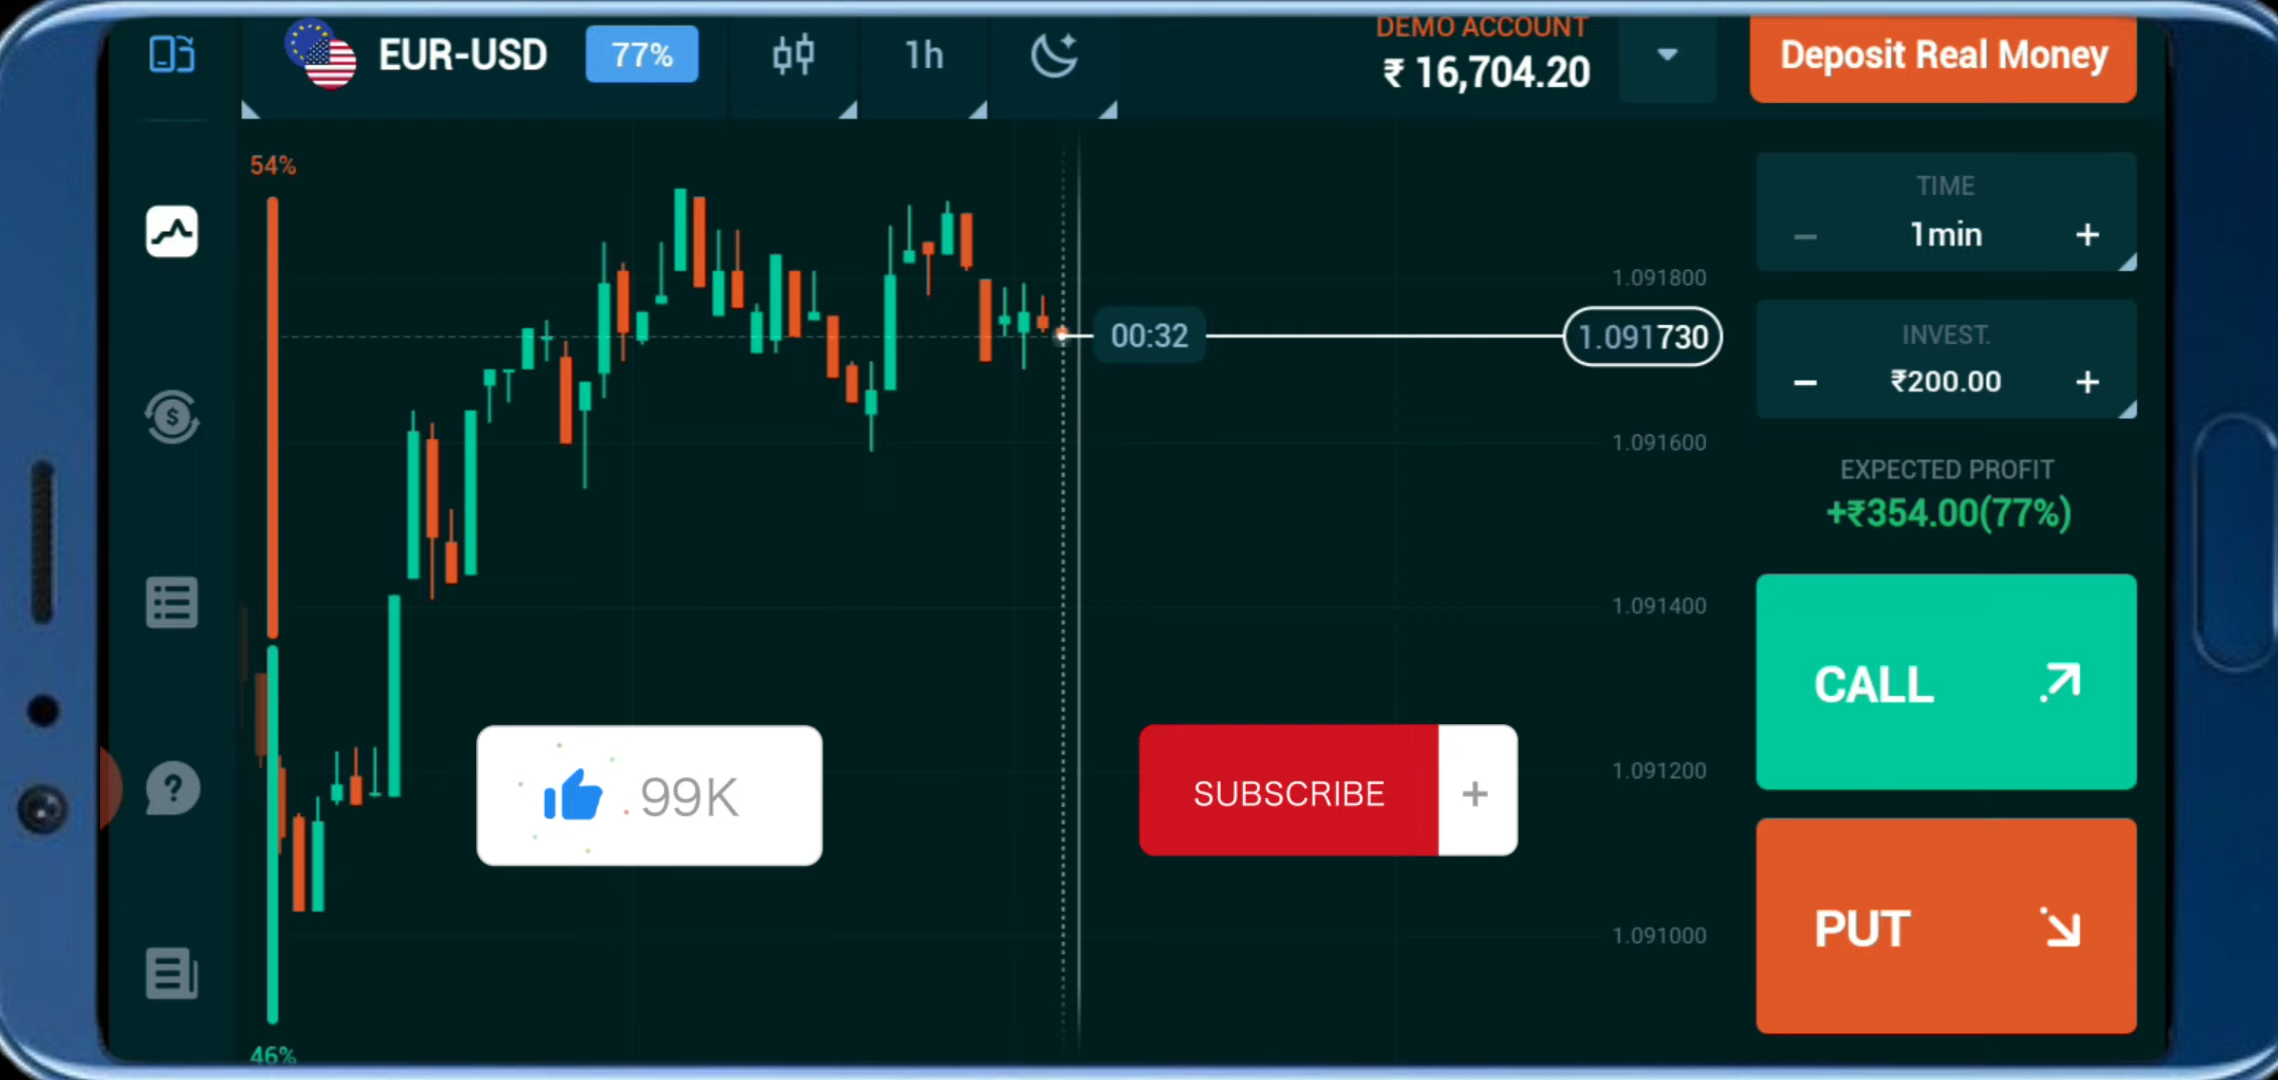 EUR-USD
77%
1h
DEMO ACCOUNT
₹ 16,704.20
Deposit Real Money
54%
TIME
1min
1.091800
00:32
1.091730
INVEST.
₹200.00
1.091600
EXPECTED PROFIT
+₹354.00(77%)
1.091400
CALL
1.091200
99K
SUBSCRIBE
PUT
1.091000
46%